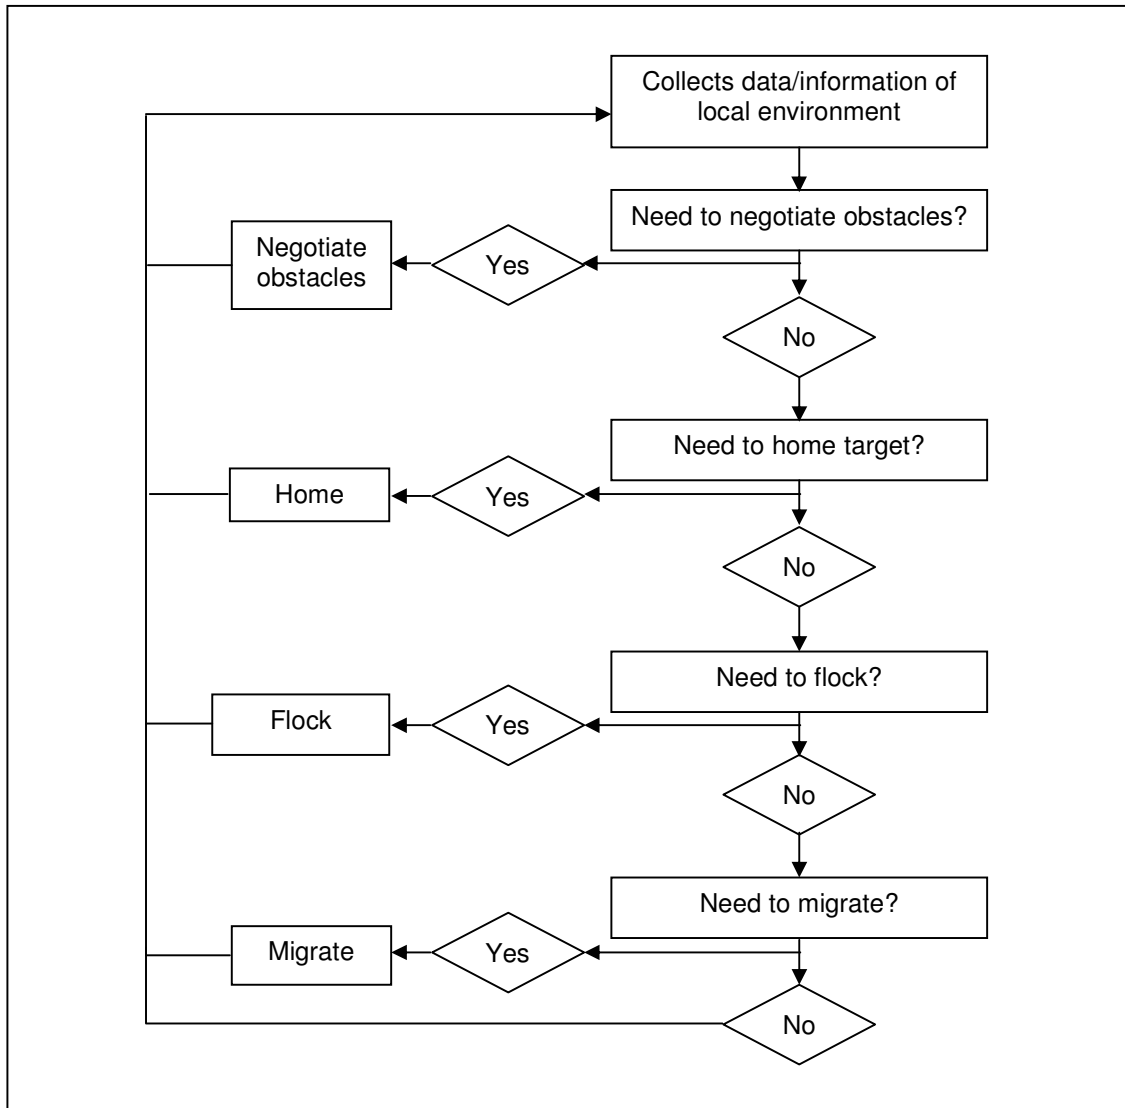 Collects data/information of
local environment
Need to negotiate obstacles?
Negotiate
obstacles
Yes
No
Need to home target?
Home
Yes
No
Need to flock?
Flock
Yes
No
Need to migrate?
Migrate
Yes
No